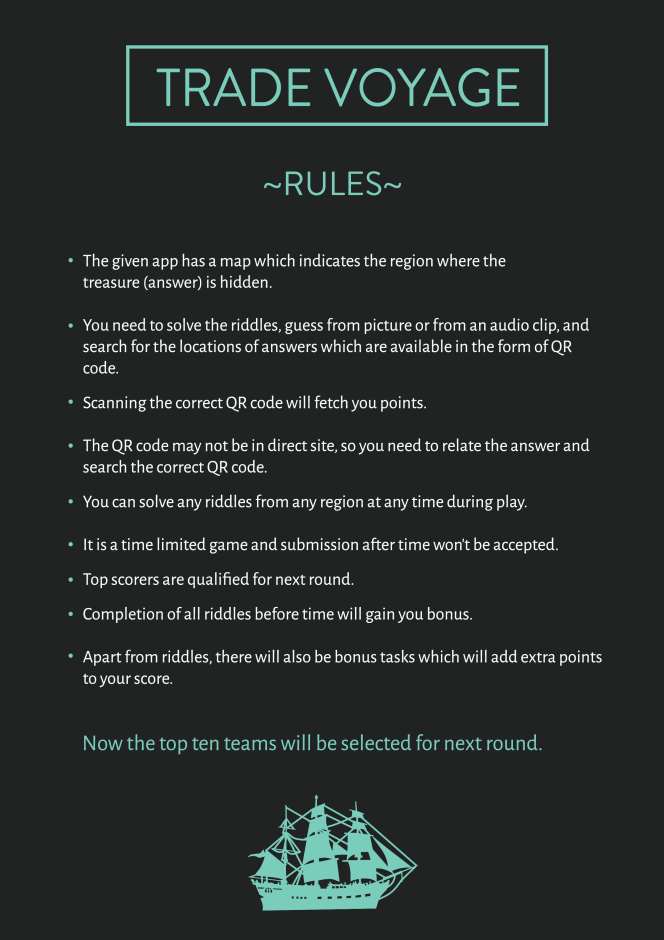 TRADE VOYAGE
~RULES~
• The given app has a map which indicates the region where the
treasure (answer) is hidden.
• You need to solve the riddles, guess from picture or from an audio clip, and
search for the locations of answers which are available in the form of QR
code.
• Scanning the correct QR code will fetch you points.
• The QR code may not be in direct site, so you need to relate the answer and
search the correct QR code.
• You can solve any riddles from any region at any time during play.
• It is a time limited game and submission after time won't be accepted.
• Top scorers are qualified for next round.
• Completion of all riddles before time will gain you bonus.
• Apart from riddles, there will also be bonus tasks which will add extra points
to your score.
Now the top ten teams will be selected for next round.